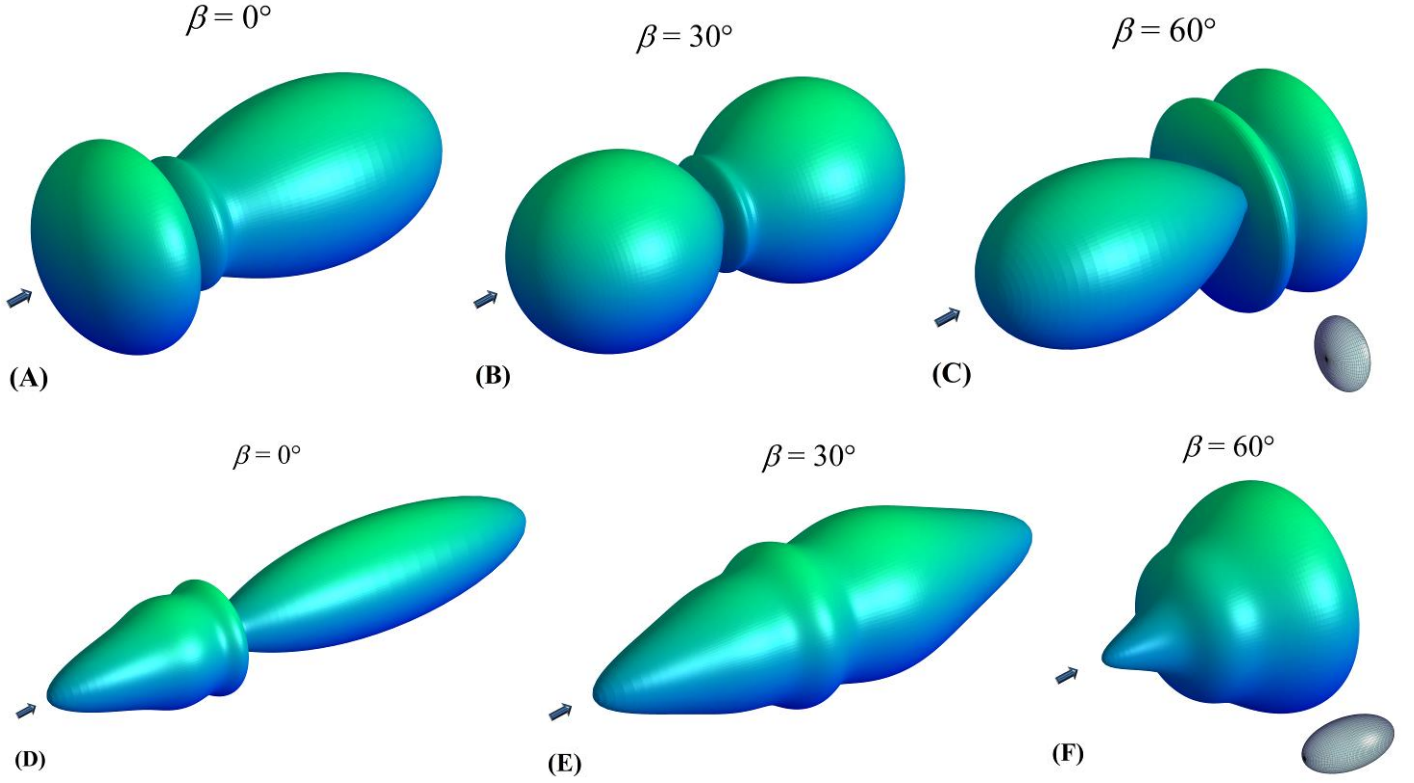 β = 0°
β = 30°
β = 60°
(A)
(B)
(C)
β = 0°
β = 30°
β = 60°
(D)
(E)
(F)